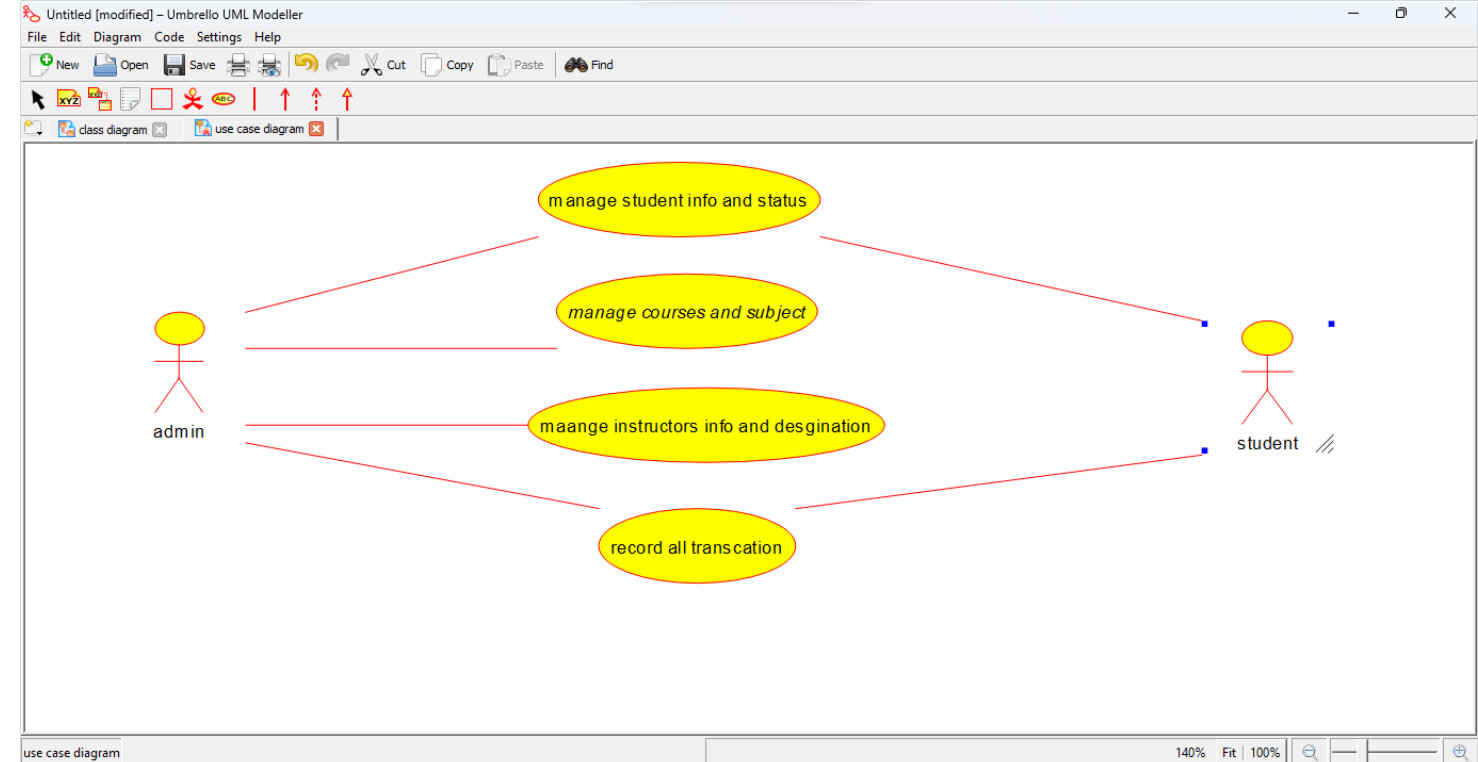 Untitled [modified] – Umbrello UML Modeller
File Edit Diagram Code Settings Help
New Open Save Cut Copy Paste Find
XYZ ABC
class diagram use case diagram
manage student info and status
manage courses and subject
maange instructors info and desgination
admin
student
record all transcation
use case diagram 140% Fit 100%